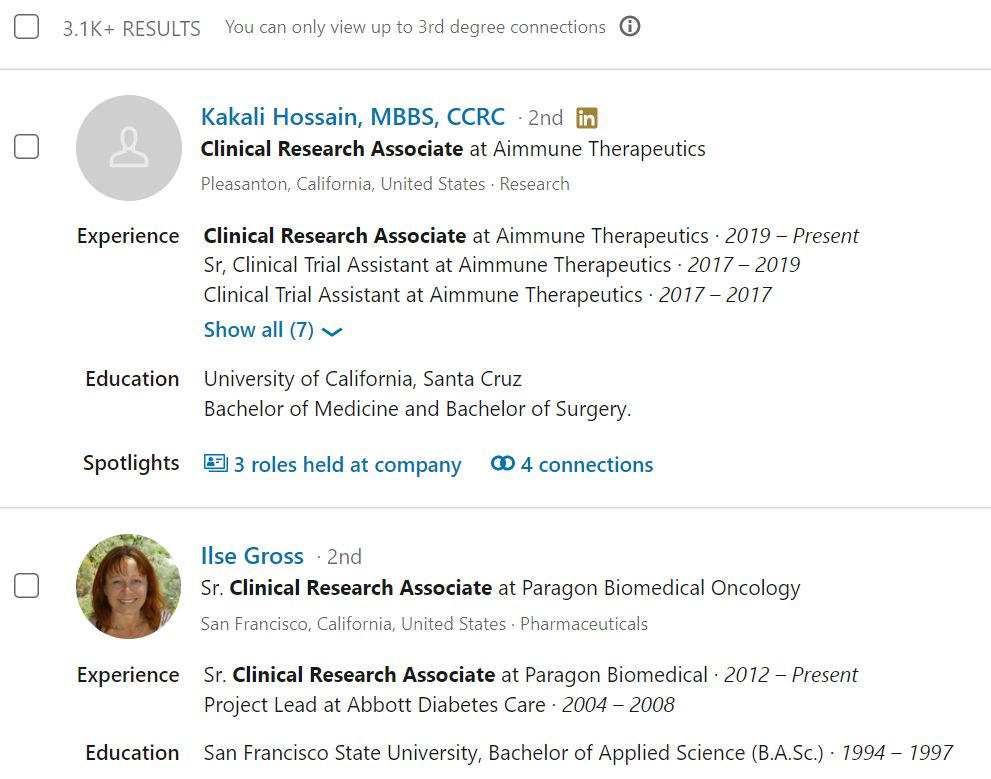 3.1K+ RESULTS You can only view up to 3rd degree connections
Kakali Hossain, MBBS, CCRC · 2nd in
Clinical Research Associate at Aimmune Therapeutics
Pleasanton, California, United States · Research
Experience Clinical Research Associate at Aimmune Therapeutics · 2019 – Present
Sr, Clinical Trial Assistant at Aimmune Therapeutics · 2017 – 2019
Clinical Trial Assistant at Aimmune Therapeutics · 2017 – 2017
Show all (7)
Education University of California, Santa Cruz
Bachelor of Medicine and Bachelor of Surgery.
Spotlights 3 roles held at company 4 connections
Ilse Gross · 2nd
Sr. Clinical Research Associate at Paragon Biomedical Oncology
San Francisco, California, United States · Pharmaceuticals
Experience Sr. Clinical Research Associate at Paragon Biomedical · 2012 – Present
Project Lead at Abbott Diabetes Care · 2004 – 2008
Education San Francisco State University, Bachelor of Applied Science (B.A.Sc.) · 1994 – 1997